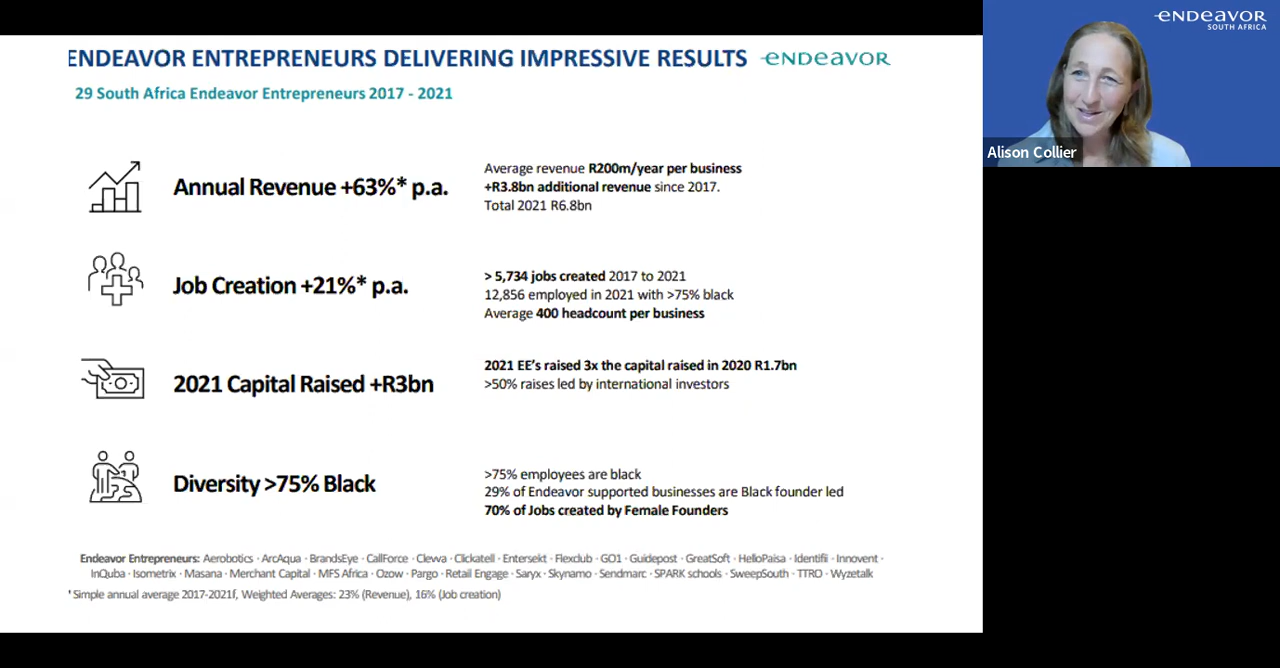 ENDEAVOR ENTREPRENEURS DELIVERING IMPRESSIVE RESULTS
ENDEAVOR
29 South Africa Endeavor Entrepreneurs 2017 - 2021
Annual Revenue +63%* p.a.
Average revenue R200m/year per business
+R3.8bn additional revenue since 2017.
Total 2021 R6.8bn
Job Creation +21%* p.a.
> 5,734 jobs created 2017 to 2021
12,856 employed in 2021 with >75% black
Average 400 headcount per business
2021 Capital Raised +R3bn
2021 EE's raised 3x the capital raised in 2020 R1.7bn
>50% raises led by international investors
Diversity >75% Black
>75% employees are black
29% of Endeavor supported businesses are Black founder led
70% of Jobs created by Female Founders
Endeavor Entrepreneurs: Aerobotics · ArcAqua · BrandsEye · CallForce · Clevva · Clickatell · Entersekt · Flexclub · GO1 · Guidepost · GreatSoft · HelloPaisa · Identifii · Innovent ·
InQuba · Isometrix · Masana · Merchant Capital · MFS Africa · Ozow · Pargo · Retail Engage · Saryx · Skynamo · Sendmarc · SPARK schools · SweepSouth · TTRO · Wyzetalk
* Simple annual average 2017-2021f, Weighted Averages: 23% (Revenue), 16% (Job creation)
ENDEAVOR
SOUTH AFRICA
Alison Collier